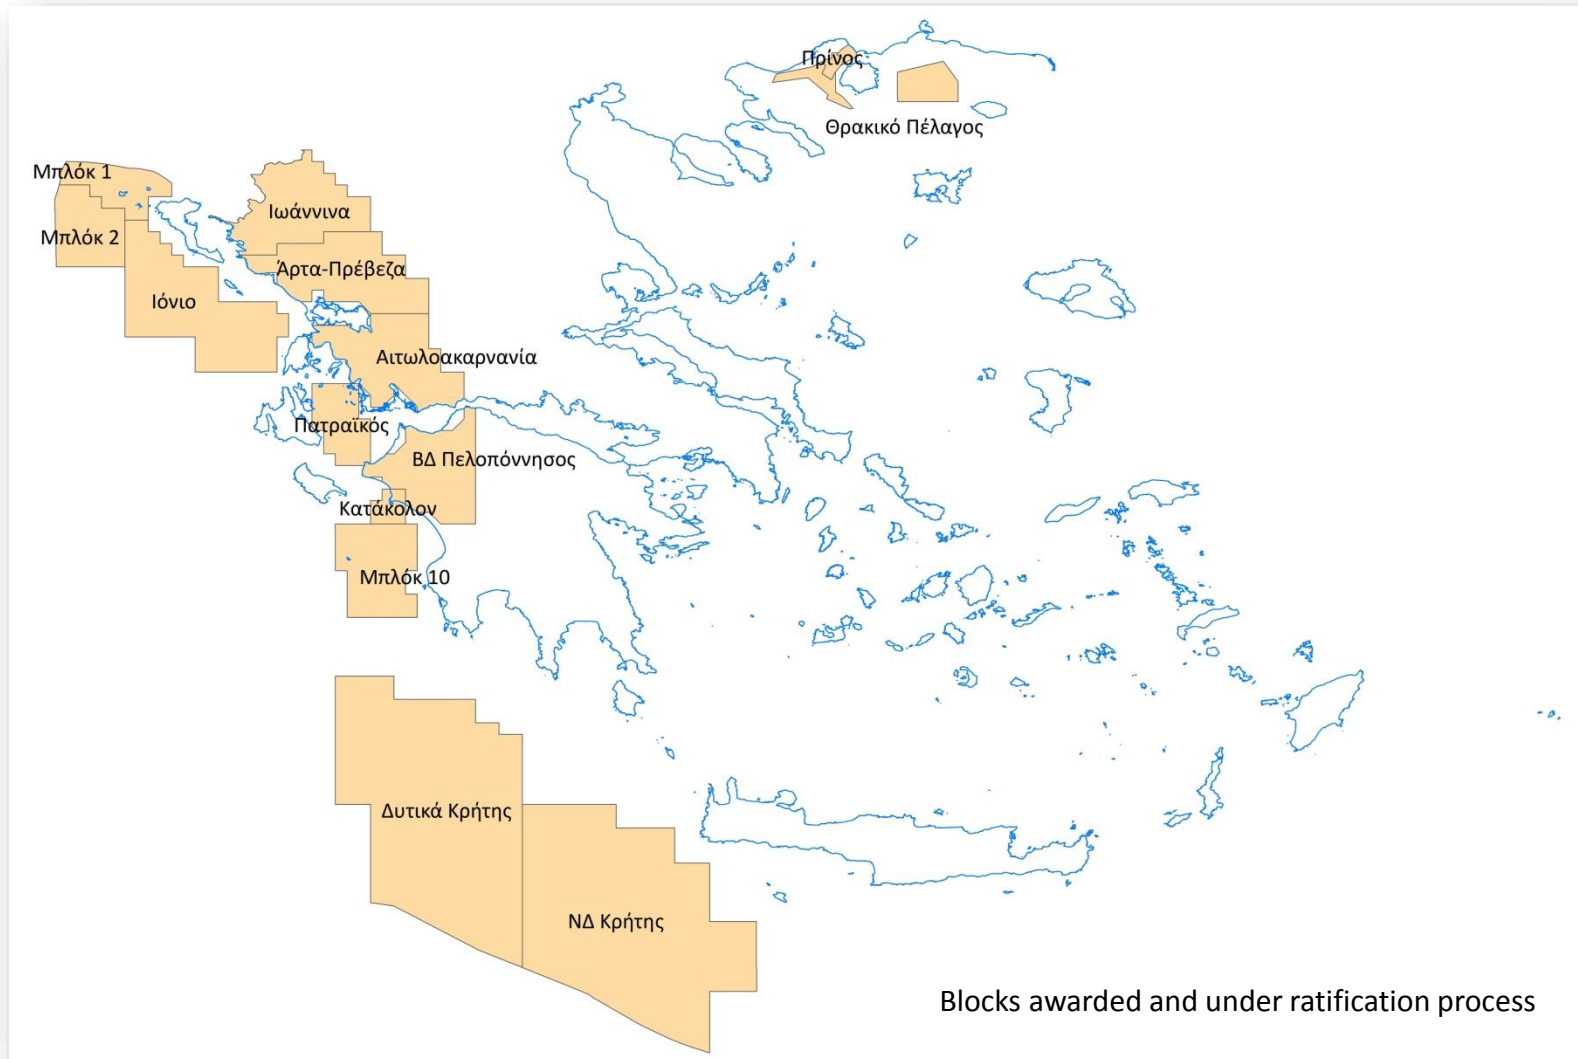 Πρίνος
Θρακικό Πέλαγος
Μπλόκ 1
Ιωάννινα
Μπλόκ 2
Άρτα-Πρέβεζα
Ιόνιο
Αιτωλοακαρνανία
Πατραϊκός
ΒΔ Πελοπόννησος
Κατάκολον
Μπλόκ 10
Δυτικά Κρήτης
ΝΔ Κρήτης
Blocks awarded and under ratification process